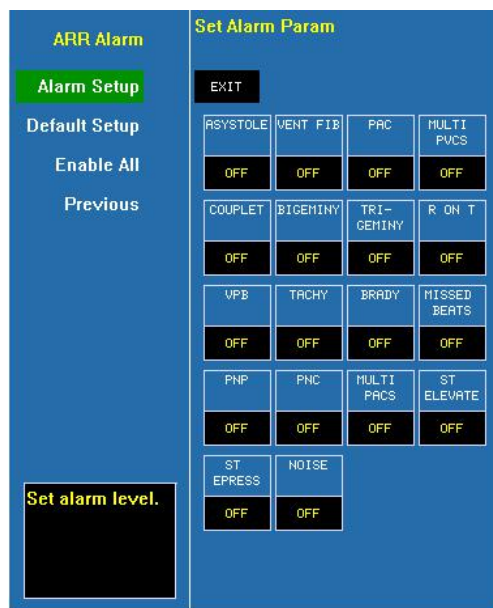 ARR Alarm
Alarm Setup
Default Setup
Enable All
Previous
Set alarm level.
Set Alarm Param
EXIT
ASYSTOLE VENT FIB PAC MULTI
PVCS
OFF OFF OFF OFF
COUPLET BIGEMINY TRI- R ON T
GEMINY
OFF OFF OFF OFF
VPB TACHY BRADY MISSED
BEATS
OFF OFF OFF OFF
PNP PNC MULTI ST
PACS ELEVATE
OFF OFF OFF OFF
ST NOISE
EPRESS
OFF OFF